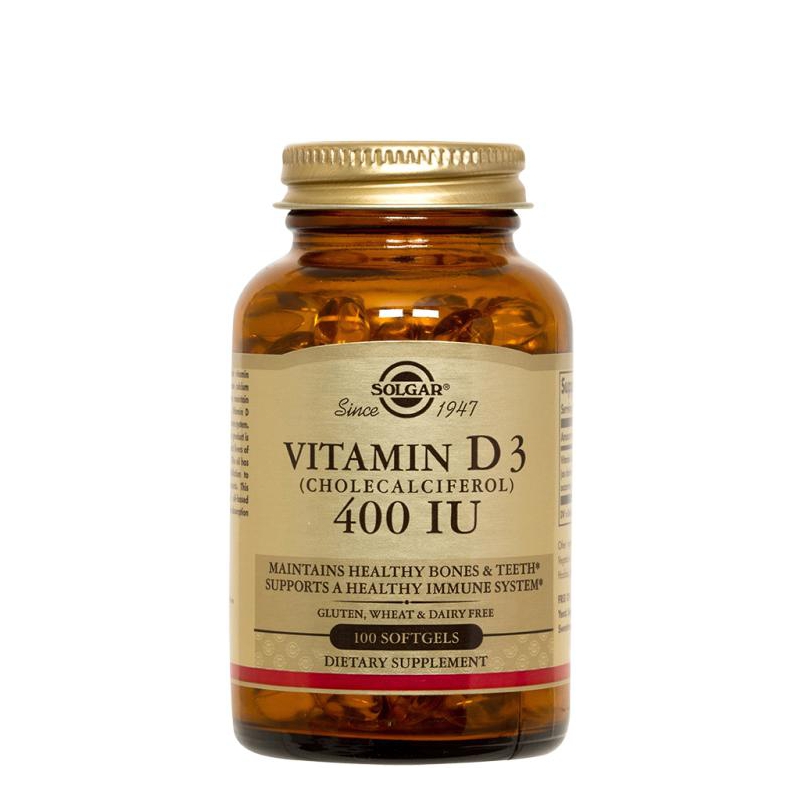 SOLGAR®
Since 1947
VITAMIN D3
(CHOLECALCIFEROL)
400 IU
MAINTAINS HEALTHY BONES & TEETH*
SUPPORTS A HEALTHY IMMUNE SYSTEM*
GLUTEN, WHEAT & DAIRY FREE
100 SOFTGELS
DIETARY SUPPLEMENT